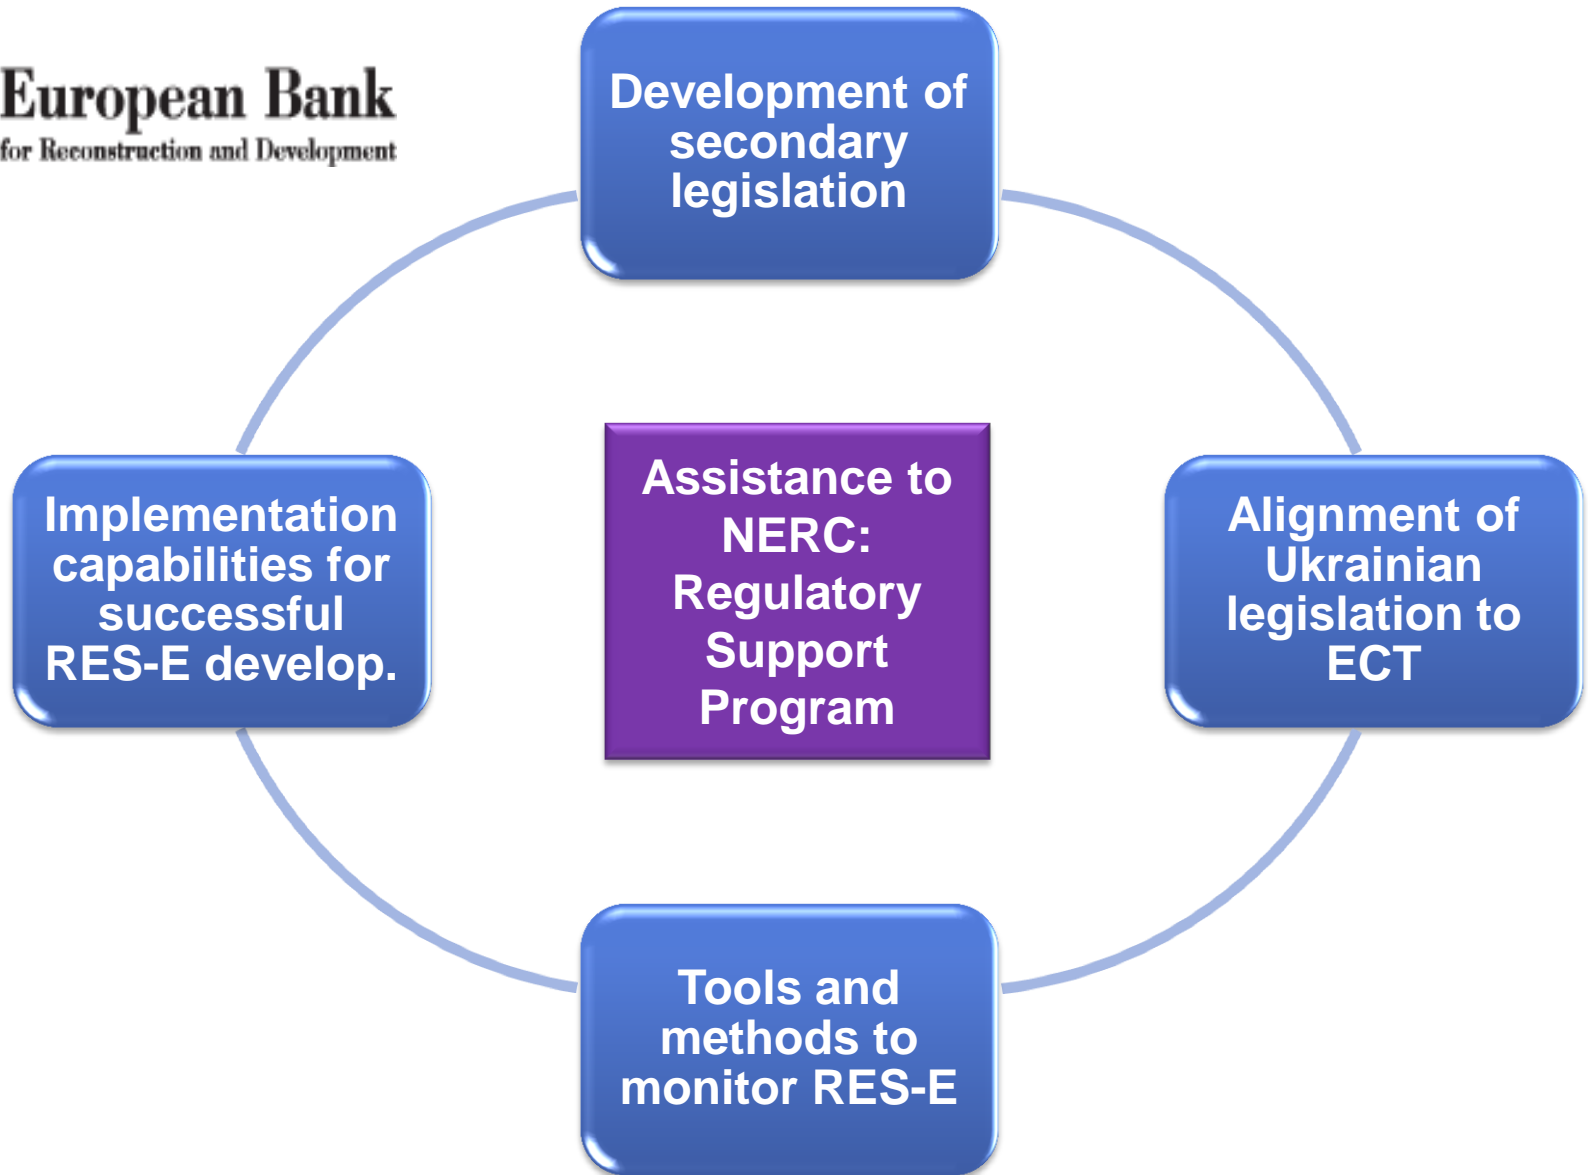 European Bank
for Reconstruction and Development
Development of
secondary
legislation
Implementation
capabilities for
successful
RES-E develop.
Assistance to
NERC:
Regulatory
Support
Program
Alignment of
Ukrainian
legislation to
ECT
Tools and
methods to
monitor RES-E